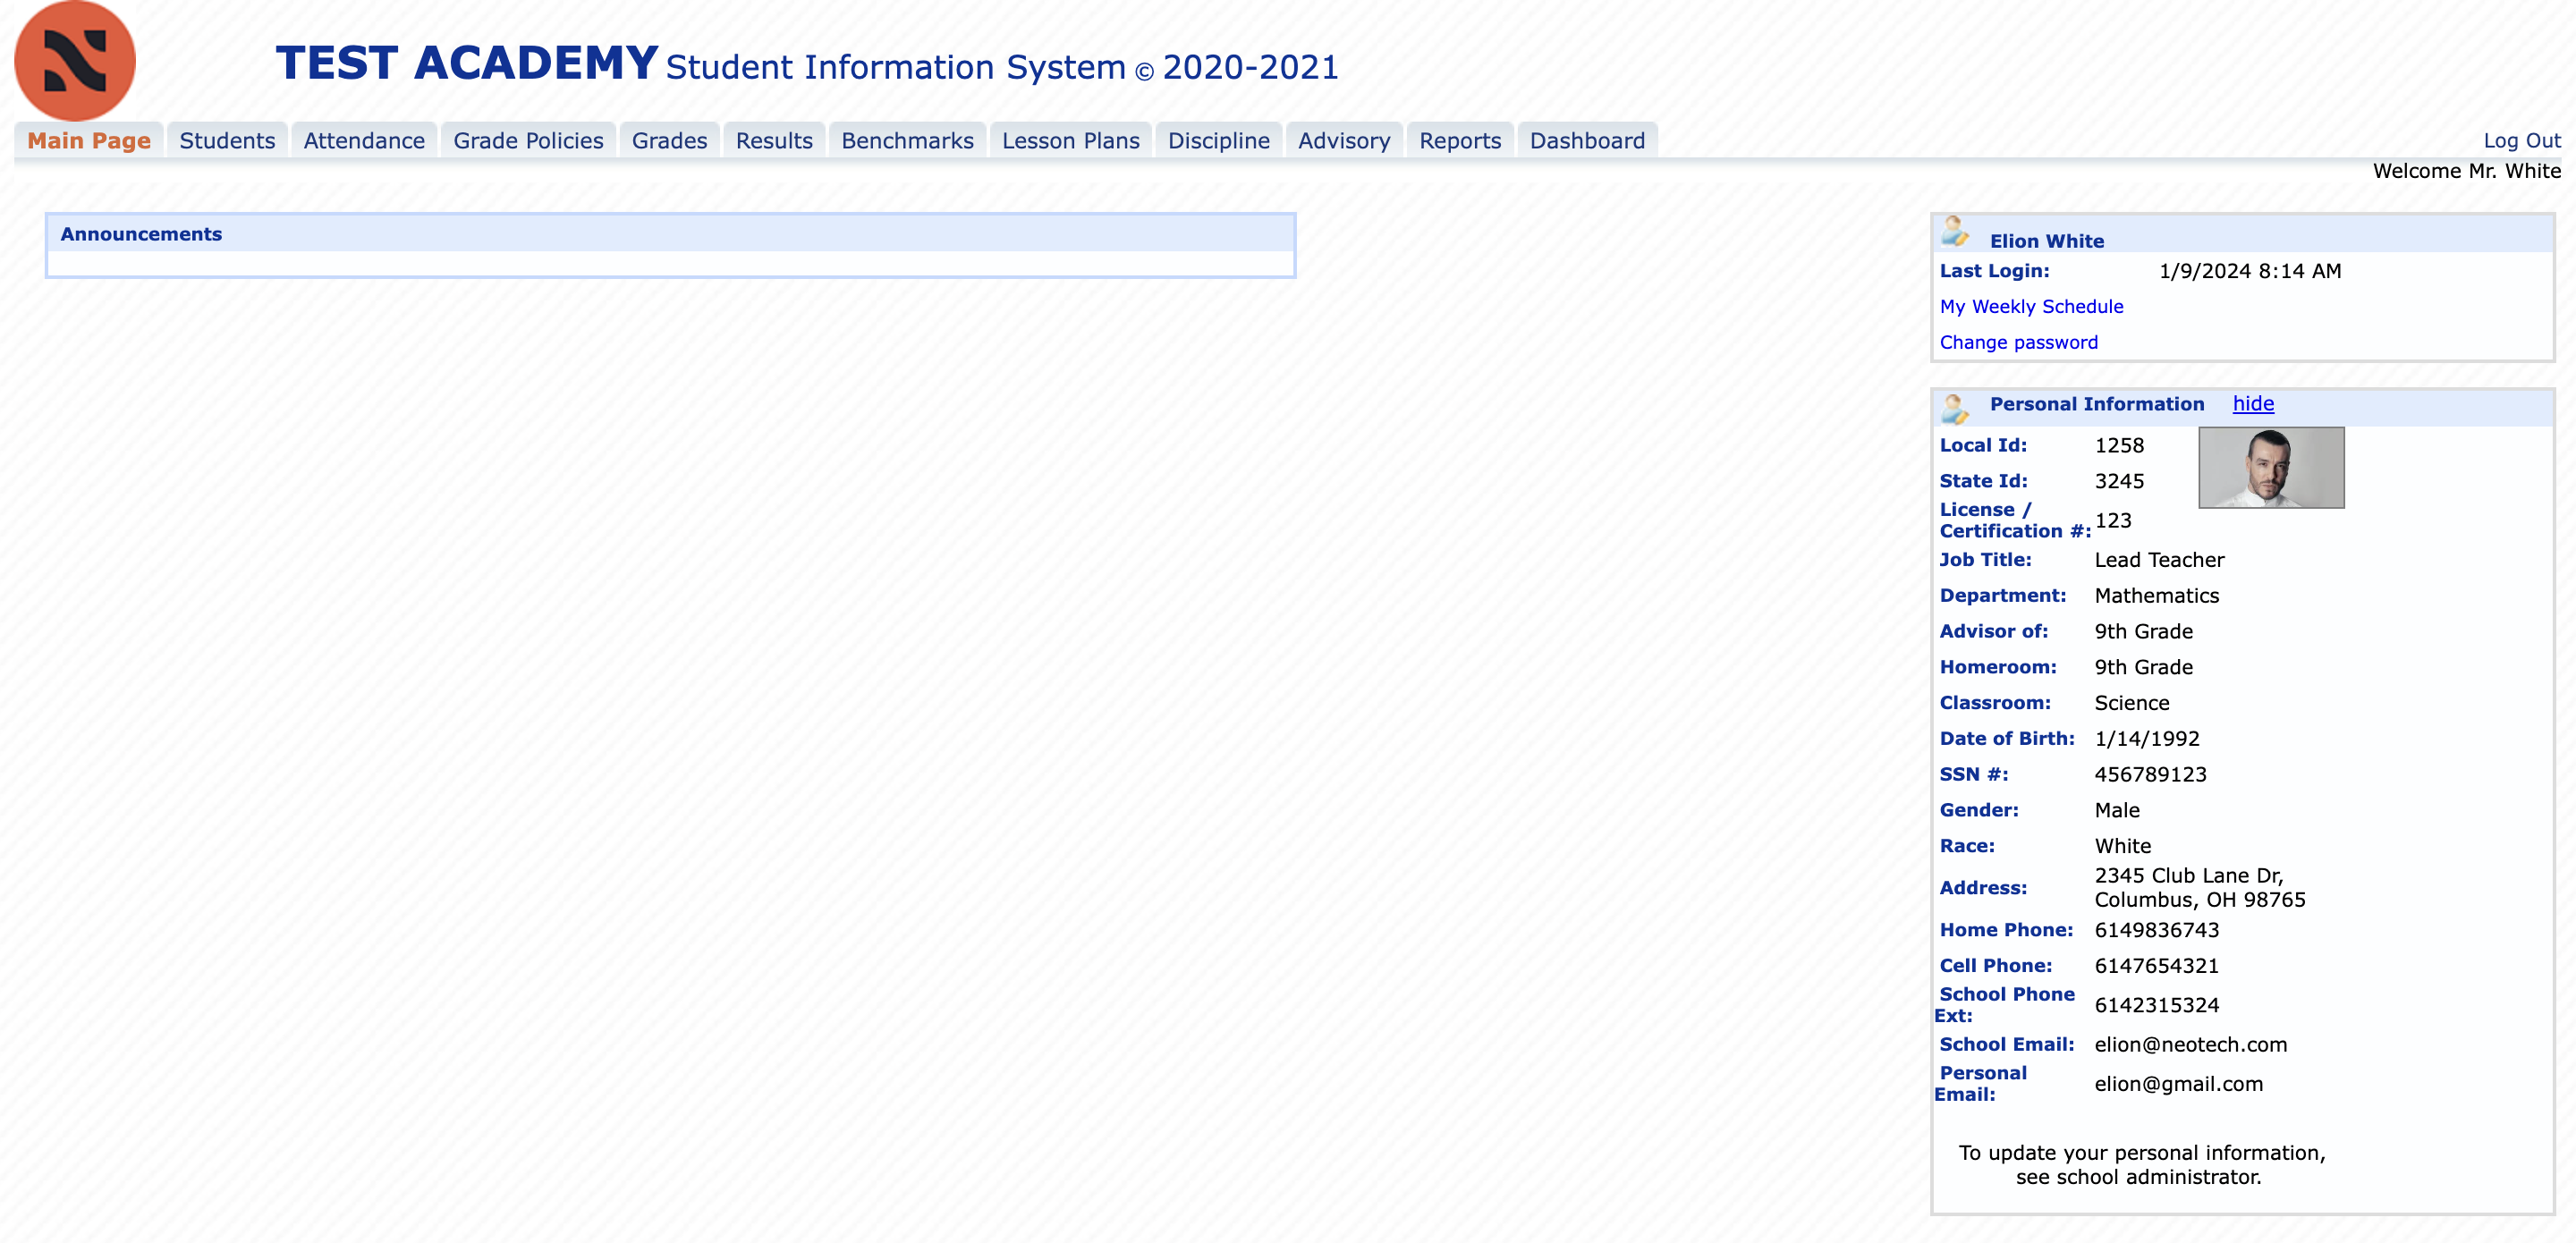 TEST ACADEMY Student Information System © 2020-2021
Main Page Students Attendance Grade Policies Grades Results Benchmarks Lesson Plans Discipline Advisory Reports Dashboard Log Out
Welcome Mr. White
Announcements
Elion White
Last Login: 1/9/2024 8:14 AM
My Weekly Schedule
Change password
Personal Information hide
Local Id: 1258
State Id: 3245
License /
Certification #: 123
Job Title: Lead Teacher
Department: Mathematics
Advisor of: 9th Grade
Homeroom: 9th Grade
Classroom: Science
Date of Birth: 1/14/1992
SSN #: 456789123
Gender: Male
Race: White
Address: 2345 Club Lane Dr,
Columbus, OH 98765
Home Phone: 6149836743
Cell Phone: 6147654321
School Phone
Ext: 6142315324
School Email: elion@neotech.com
Personal
Email: elion@gmail.com
To update your personal information,
see school administrator.